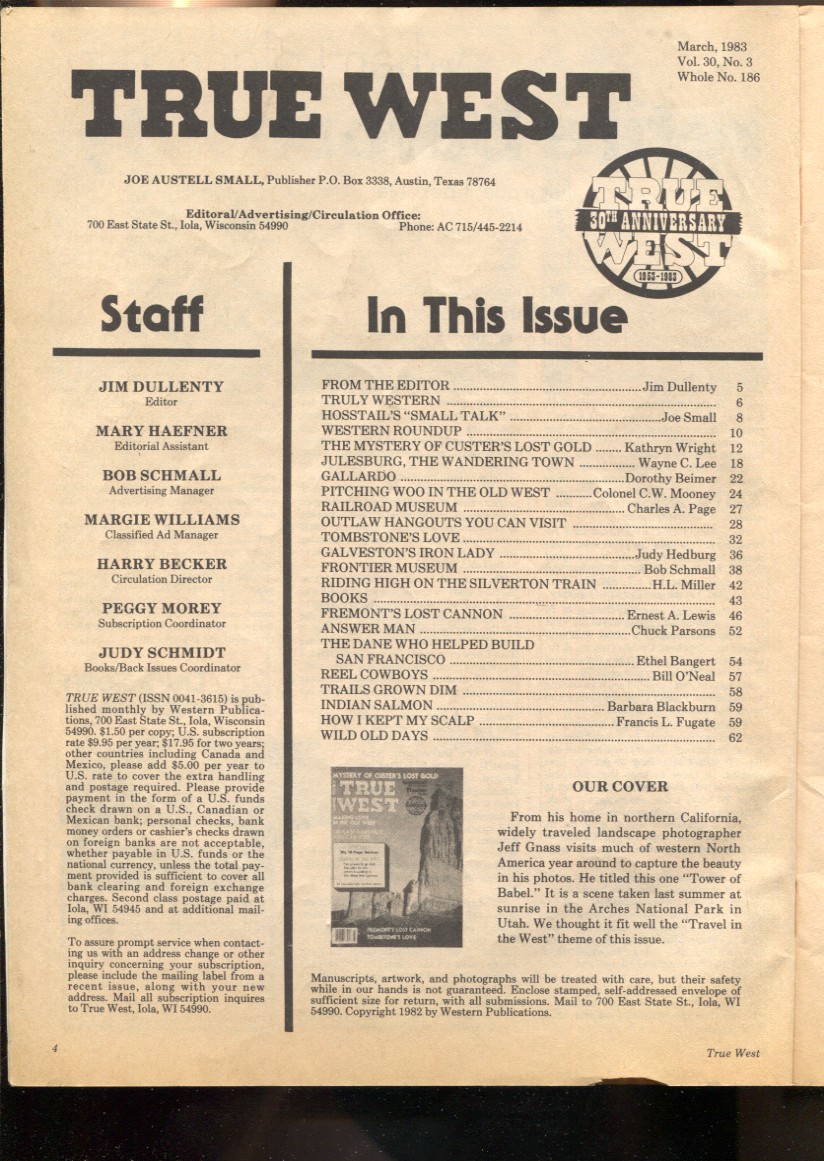 March, 1983
Vol. 30, No. 3
Whole No. 186
TRUE WEST
JOE AUSTELL SMALL, Publisher P.O. Box 3338, Austin, Texas 78764
Editoral/Advertising/Circulation Office:
700 East State St., Iola, Wisconsin 54990 Phone: AC 715/445-2214
TRUE
30TH ANNIVERSARY
WEST
1953-1983
Staff
JIM DULLENTY
Editor
MARY HAEFNER
Editorial Assistant
BOB SCHMALL
Advertising Manager
MARGIE WILLIAMS
Classified Ad Manager
HARRY BECKER
Circulation Director
PEGGY MOREY
Subscription Coordinator
JUDY SCHMIDT
Books/Back Issues Coordinator
TRUE WEST (ISSN 0041-3615) is pub-
lished monthly by Western Publica-
tions, 700 East State St., Iola, Wisconsin
54990. $1.50 per copy; U.S. subscription
rate $9.95 per year; $17.95 for two years;
other countries including Canada and
Mexico, please add $5.00 per year to
U.S. rate to cover the extra handling
and postage required. Please provide
payment in the form of a U.S. funds
check drawn on a U.S., Canadian or
Mexican bank; personal checks, bank
money orders or cashier's checks drawn
on foreign banks are not acceptable,
whether payable in U.S. funds or the
national currency, unless the total pay-
ment provided is sufficient to cover all
bank clearing and foreign exchange
charges. Second class postage paid at
Iola, WI 54945 and at additional mail-
ing offices.
To assure prompt service when contact-
ing us with an address change or other
inquiry concerning your subscription,
please include the mailing label from a
recent issue, along with your new
address. Mail all subscription inquires
to True West, Iola, WI 54990.
In This Issue
FROM THE EDITOR ........ Jim Dullenty 5
TRULY WESTERN ........ 6
HOSSTAIL'S "SMALL TALK" ........ Joe Small 8
WESTERN ROUNDUP ........ 10
THE MYSTERY OF CUSTER'S LOST GOLD ........ Kathryn Wright 12
JULESBURG, THE WANDERING TOWN ........ Wayne C. Lee 18
GALLARDO ........ Dorothy Beimer 22
PITCHING WOO IN THE OLD WEST ........ Colonel C.W. Mooney 24
RAILROAD MUSEUM ........ Charles A. Page 27
OUTLAW HANGOUTS YOU CAN VISIT ........ 28
TOMBSTONE'S LOVE ........ 32
GALVESTON'S IRON LADY ........ Judy Hedburg 36
FRONTIER MUSEUM ........ Bob Schmall 38
RIDING HIGH ON THE SILVERTON TRAIN ........ H.L. Miller 42
BOOKS ........ 43
FREMONT'S LOST CANNON ........ Ernest A. Lewis 46
ANSWER MAN ........ Chuck Parsons 52
THE DANE WHO HELPED BUILD
SAN FRANCISCO ........ Ethel Bangert 54
REEL COWBOYS ........ Bill O'Neal 57
TRAILS GROWN DIM ........ 58
INDIAN SALMON ........ Barbara Blackburn 59
HOW I KEPT MY SCALP ........ Francis L. Fugate 59
WILD OLD DAYS ........ 62
MYSTERY OF CUSTER'S LOST GOLD
TRUE
WEST
FREMONT'S LOST CANNON
TOMBSTONE'S LOVE
OUR COVER
From his home in northern California,
widely traveled landscape photographer
Jeff Gnass visits much of western North
America year around to capture the beauty
in his photos. He titled this one "Tower of
Babel." It is a scene taken last summer at
sunrise in the Arches National Park in
Utah. We thought it fit well the "Travel in
the West" theme of this issue.
Manuscripts, artwork, and photographs will be treated with care, but their safety
while in our hands is not guaranteed. Enclose stamped, self-addressed envelope of
sufficient size for return, with all submissions. Mail to 700 East State St., Iola, WI
54990. Copyright 1982 by Western Publications.
4
True West